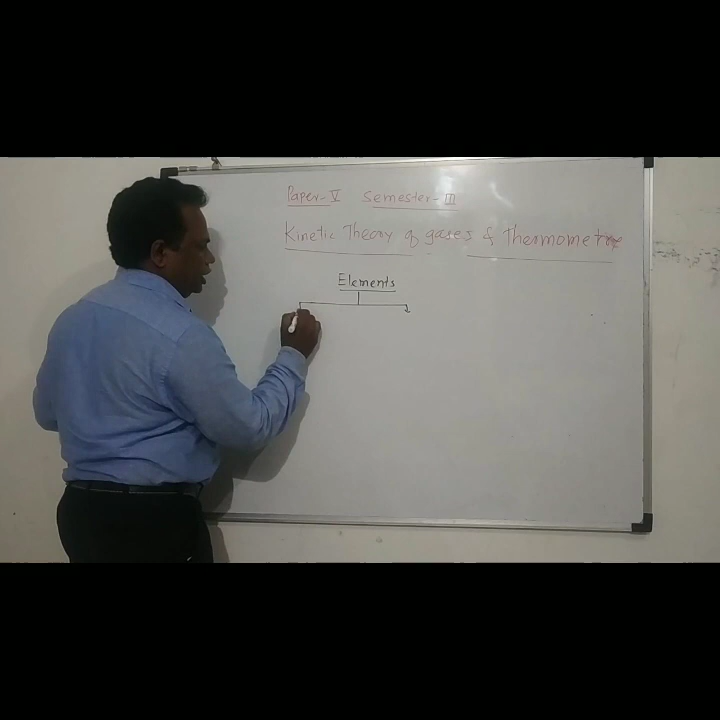 Paper-V Semester-III
Kinetic Theory of gases & Thermometre
Elements